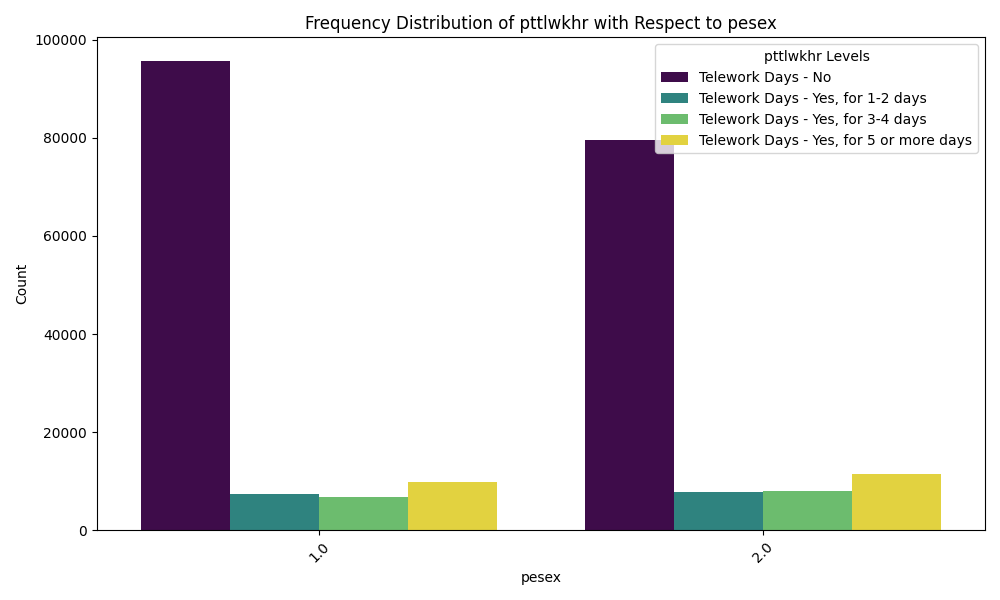 Frequency Distribution of pttlwkhr with Respect to pesex
100000
80000
60000
40000
20000
0
Count
pttlwkhr Levels
Telework Days - No
Telework Days - Yes, for 1-2 days
Telework Days - Yes, for 3-4 days
Telework Days - Yes, for 5 or more days
1.0
2.0
pesex